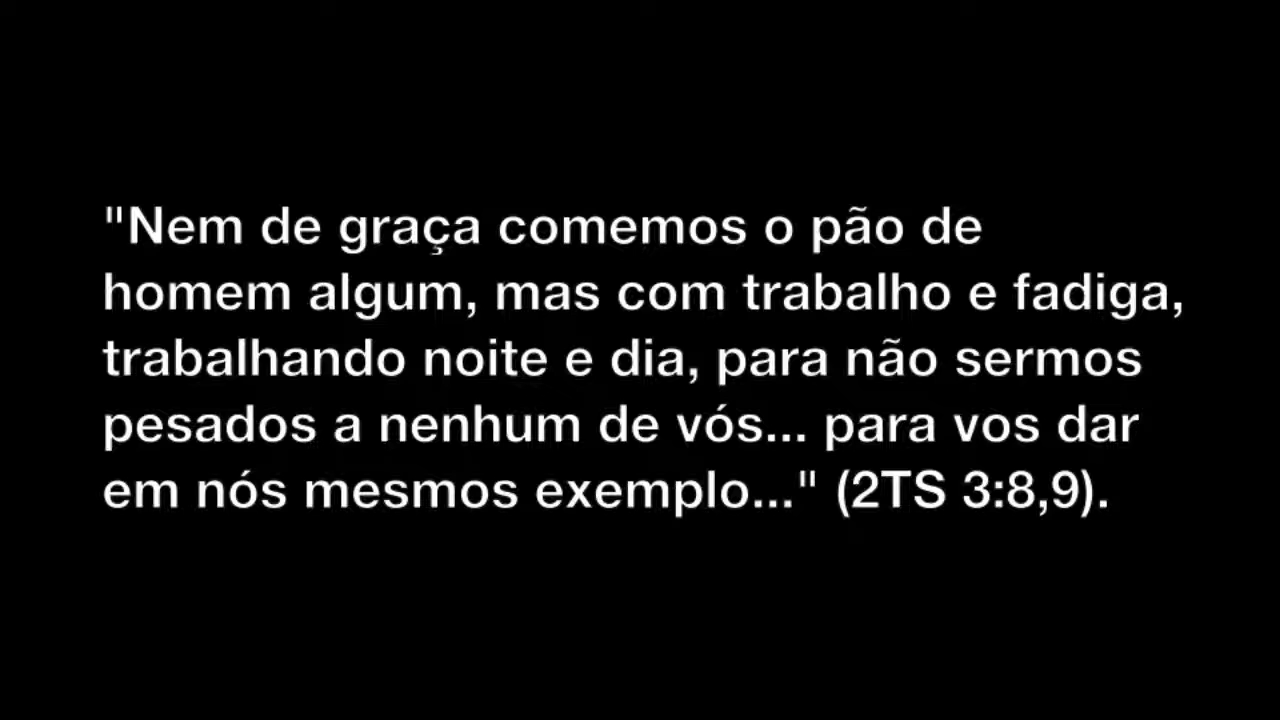 "Nem de graça comemos o pão de
homem algum, mas com trabalho e fadiga,
trabalhando noite e dia, para não sermos
pesados a nenhum de vós... para vos dar
em nós mesmos exemplo..." (2TS 3:8,9).